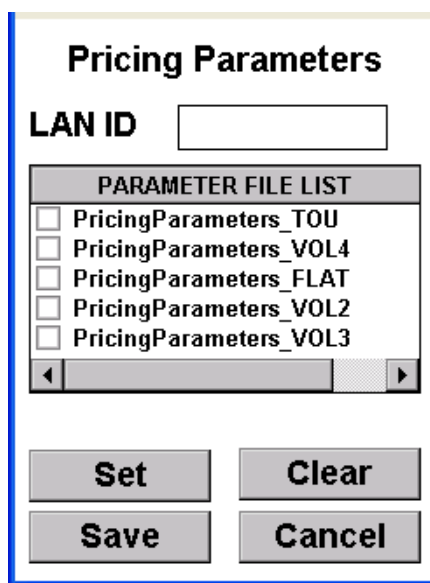 Pricing Parameters
LAN ID
PARAMETER FILE LIST
PricingParameters_TOU
PricingParameters_VOL4
PricingParameters_FLAT
PricingParameters_VOL2
PricingParameters_VOL3
Set Clear
Save Cancel